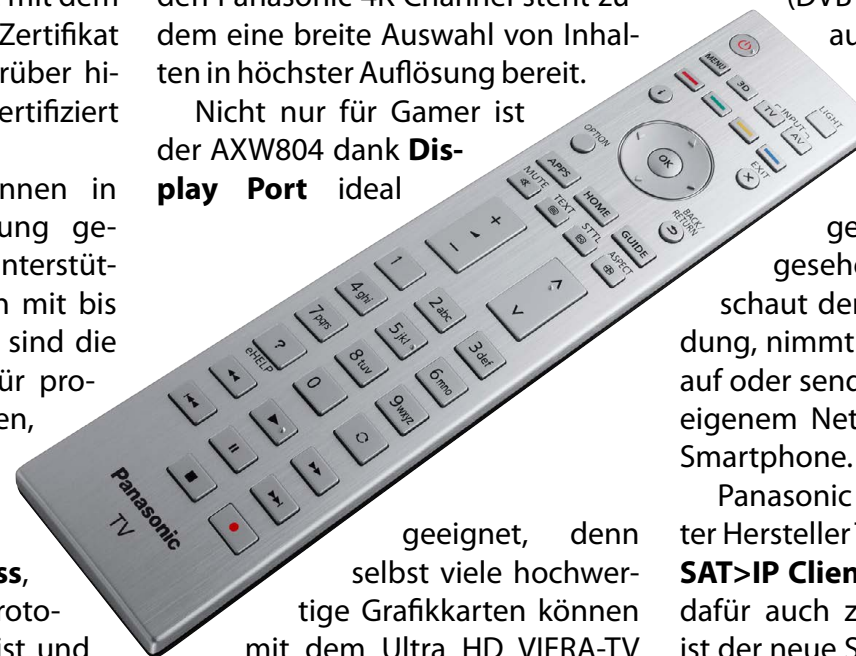 mit dem
Zertifikat
rüber hi-
ertifiziert
nnen in
ung ge-
nterstüt-
n mit bis
sind die
ür pro-
en,
ss,
roto-
ist und
den Panasonic 4K Channel steht zu-
dem eine breite Auswahl von Inhal-
ten in höchster Auflösung bereit.
Nicht nur für Gamer ist
der AXW804 dank Dis-
play Port ideal
geeignet, denn
selbst viele hochwer-
tige Grafikkarten können
mit dem Ultra HD VIERA-TV
MENU
3D
TV
INPUT
AV
LIGHT
i
OPTION
OK
EXIT
APPS
HOME
GUIDE
BACK/
RETURN
MUTE
TEXT
STTL
ASPECT
1
2abc
3def
4ghi
5jkl
6mno
7pqrs
8tuv
9wxyz
?
eHELP
0
Panasonic
TV
(DVB
au
ge
gesehe
schaut der
dung, nimmt
auf oder send
eigenem Net
Smartphone.
Panasonic
ter Hersteller
SAT>IP Clien
dafür auch z
ist der neue S